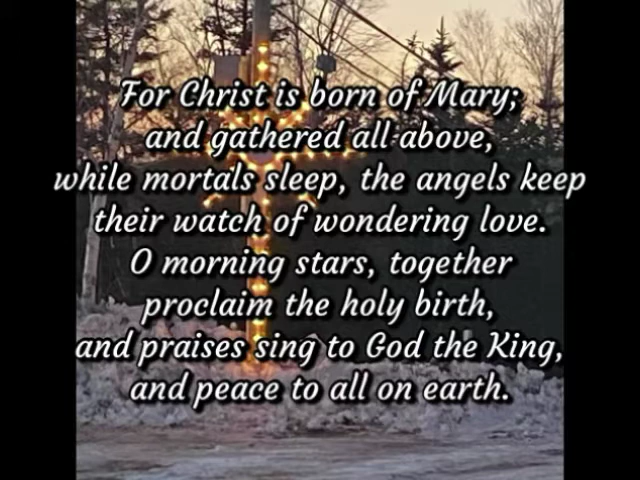 For Christ is born of Mary;
and gathered all above,
while mortals sleep, the angels keep
their watch of wondering love.
O morning stars, together
proclaim the holy birth,
and praises sing to God the King,
and peace to all on earth.